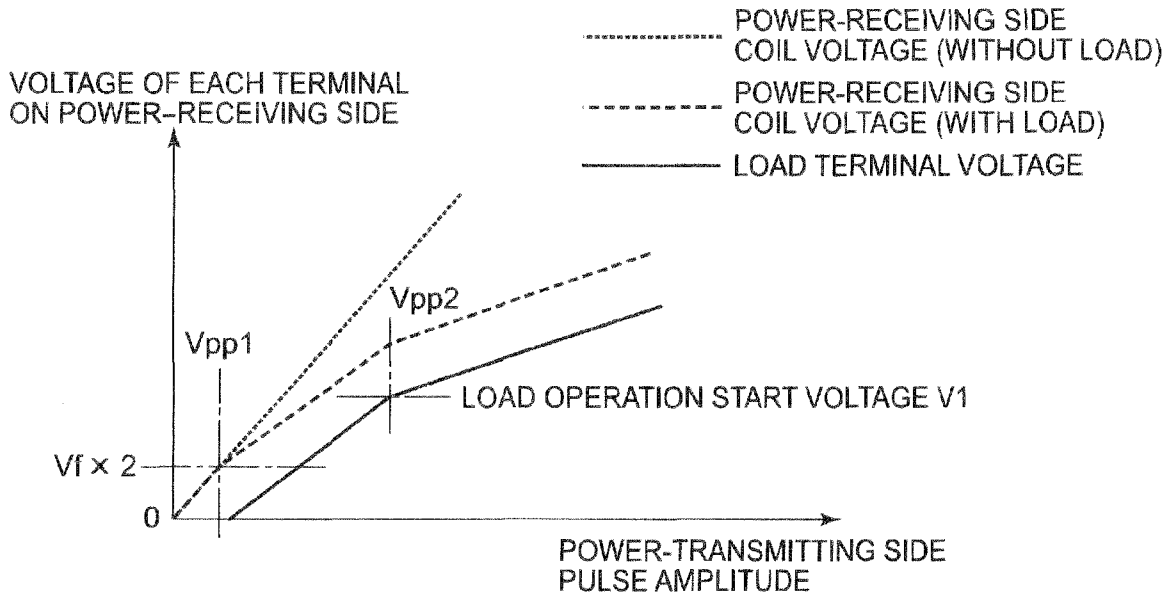 POWER-RECEIVING SIDE
COIL VOLTAGE (WITHOUT LOAD)
POWER-RECEIVING SIDE
COIL VOLTAGE (WITH LOAD)
LOAD TERMINAL VOLTAGE
VOLTAGE OF EACH TERMINAL
ON POWER-RECEIVING SIDE
Vpp2
Vpp1
LOAD OPERATION START VOLTAGE V1
Vf × 2
0
POWER-TRANSMITTING SIDE
PULSE AMPLITUDE